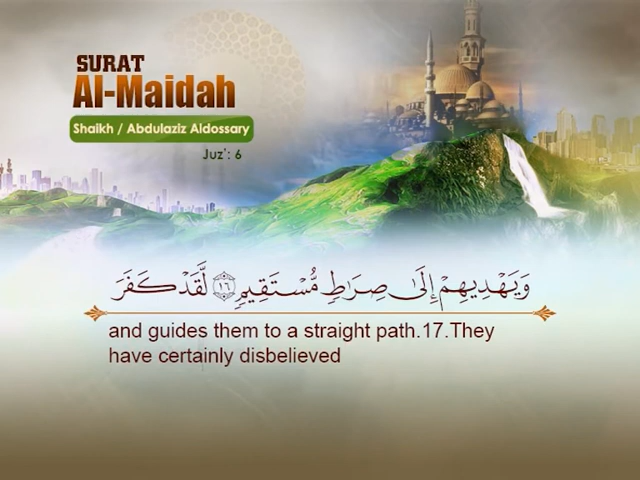 SURAT
Al-Maidah
Shaikh / Abdulaziz Aldossary
Juz': 6
وَيَهْدِيهِمْ إِلَىٰ صِرَاطٍ مُّسْتَقِيمٍ ١٦ لَّقَدْ كَفَرَ
and guides them to a straight path.17.They
have certainly disbelieved